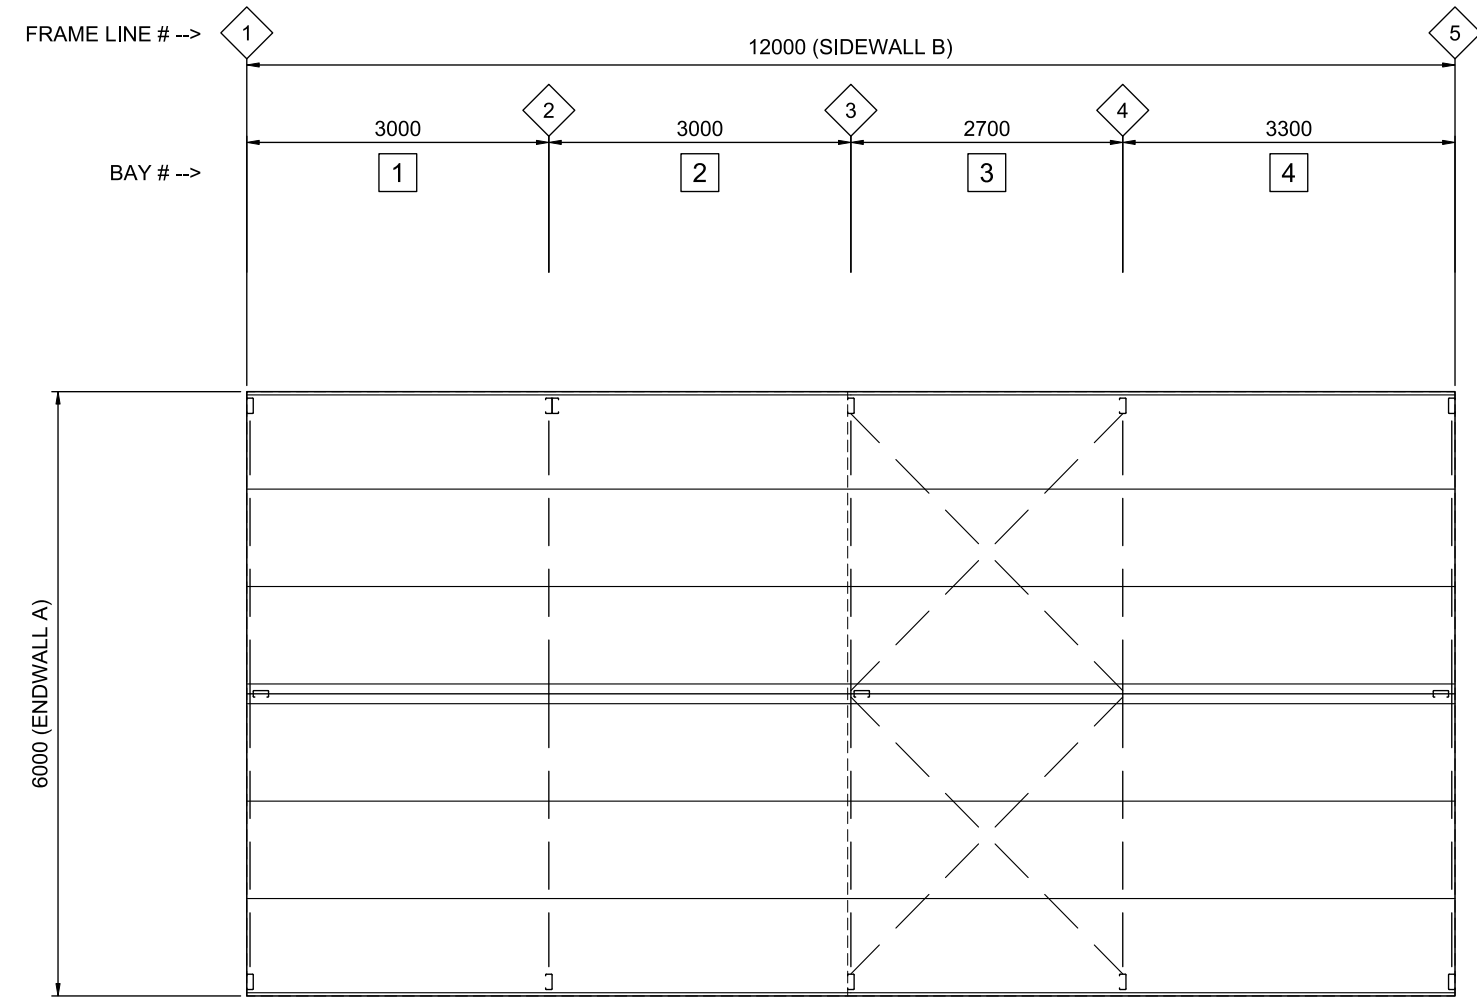 FRAME LINE # --> 1 5
12000 (SIDEWALL B)
2 3 4
3000 3000 2700 3300
BAY # --> 1 2 3 4
6000 (ENDWALL A)